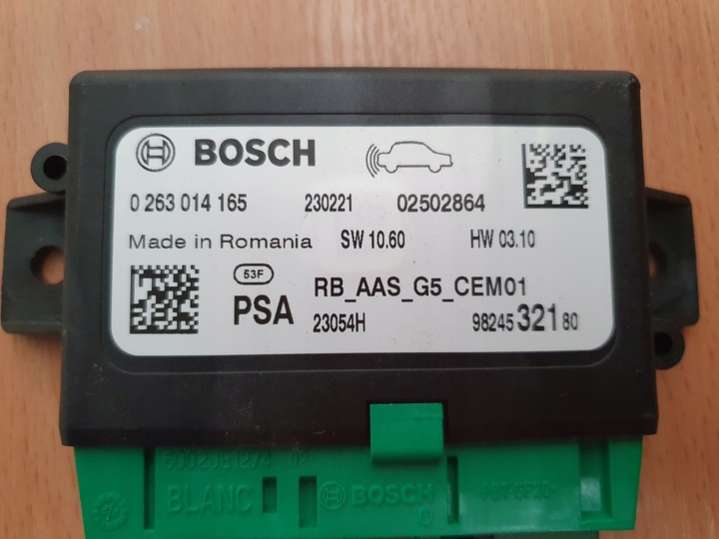 BOSCH
0 263 014 165 230221 02502864
Made in Romania SW 10.60 HW 03.10
53F
PSA RB_AAS_G5_CEM01
23054H 98245 321 80
BLANC BOSCH